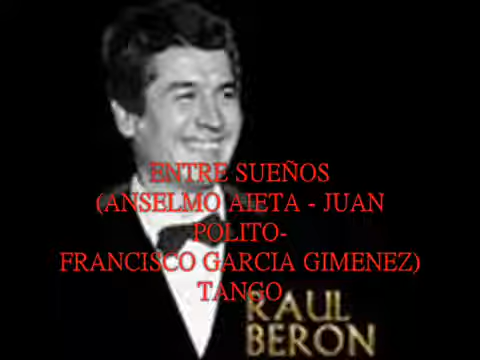 ENTRE SUEÑOS
(ANSELMO AIETA - JUAN
POLITO-
FRANCISCO GARCIA GIMENEZ)
TANGO
RAUL
BERON